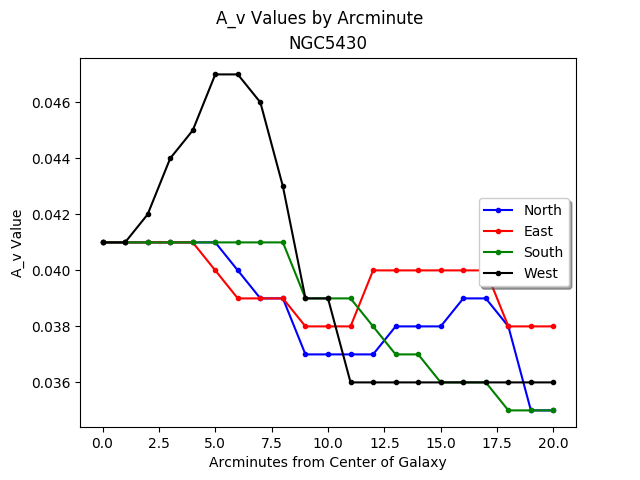 A_v Values by Arcminute
NGC5430
A_v Value
0.046
0.044
0.042
0.040
0.038
0.036
North
East
South
West
0.0 2.5 5.0 7.5 10.0 12.5 15.0 17.5 20.0
Arcminutes from Center of Galaxy